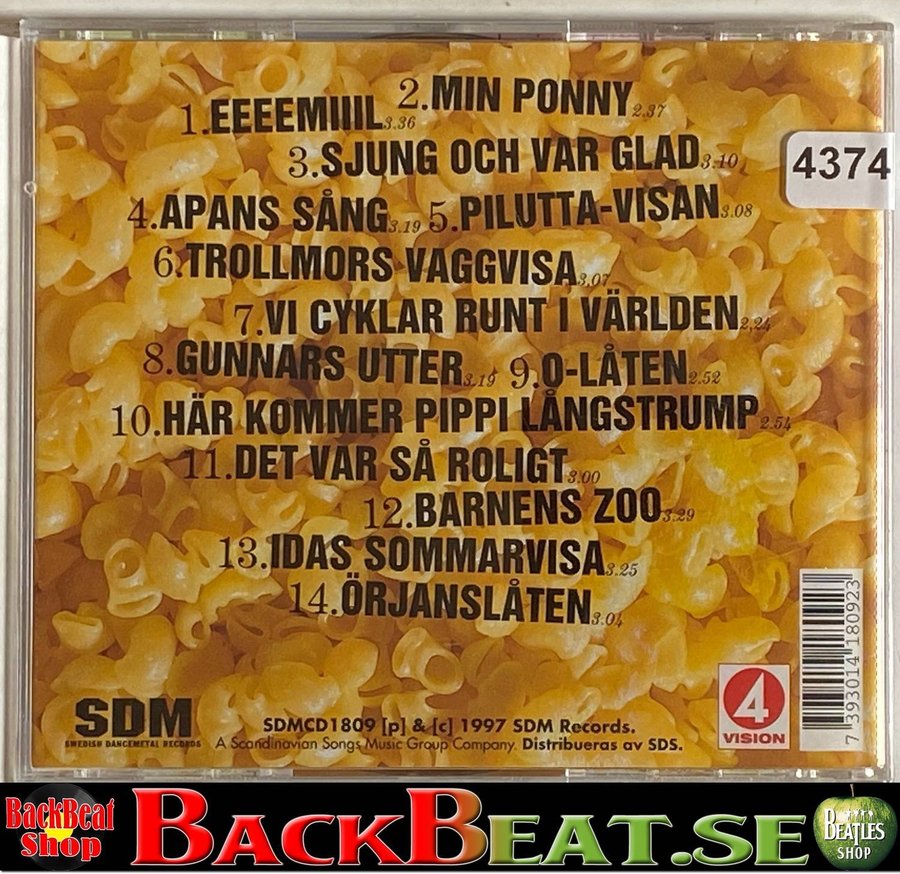 1.EEEEMIIIL 3.36 2.MIN PONNY 2.37
3.SJUNG OCH VAR GLAD 3.10
4374
4.APANS SÅNG 3.19 5.PILUTTA-VISAN 3.08
6.TROLLMORS VAGGVISA 3.07
7.VI CYKLAR RUNT I VÄRLDEN 2,24
8.GUNNARS UTTER 3.19 9.O-LÅTEN 2.52
10.HÄR KOMMER PIPPI LÅNGSTRUMP 2.54
11.DET VAR SÅ ROLIGT 3.00
12.BARNENS ZOO 3.29
13.IDAS SOMMARVISA 3.25
14.ÖRJANSLÅTEN 3.04
SDM
SWEDISH DANCEMETAL RECORDS
SDMCD1809 [p] & [c] 1997 SDM Records.
A Scandinavian Songs Music Group Company. Distribueras av SDS.
4
VISION
7 393014 180923
BackBeat
Shop
BACKBEAT.SE
BEATLES
SHOP